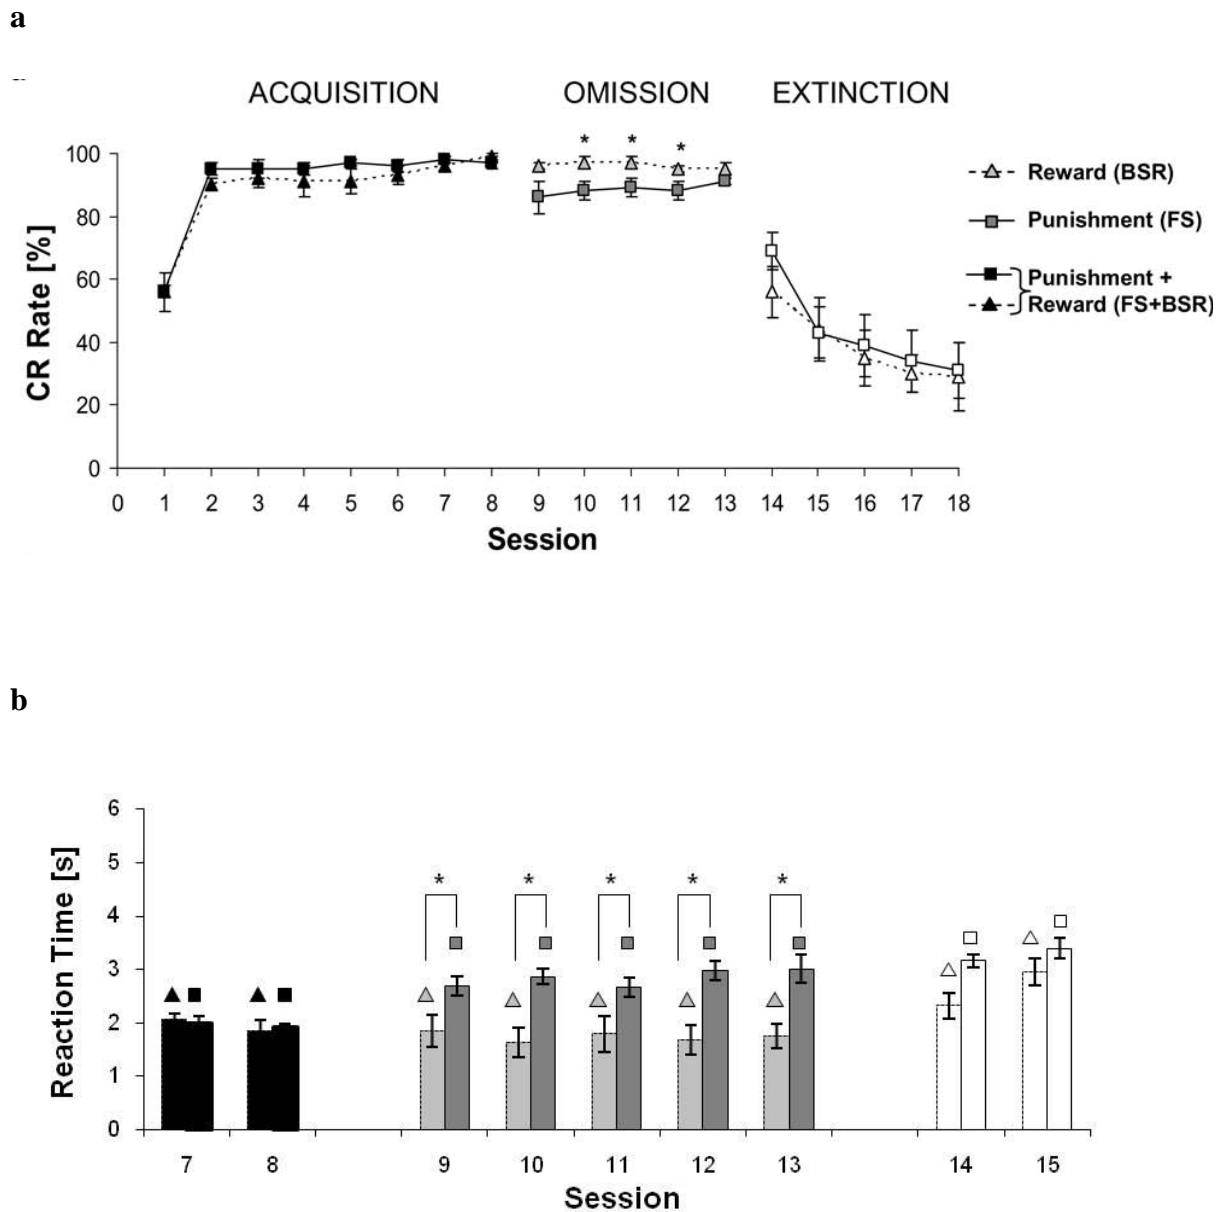 a
ACQUISITION OMISSION EXTINCTION
* * *
100
80
60
40
20
0
CR Rate [%]
0 1 2 3 4 5 6 7 8 9 10 11 12 13 14 15 16 17 18
Session
Reward (BSR)
Punishment (FS)
Punishment +
Reward (FS+BSR)
b
6
5
4
3
2
1
0
Reaction Time [s]
* * * * *
7 8 9 10 11 12 13 14 15
Session